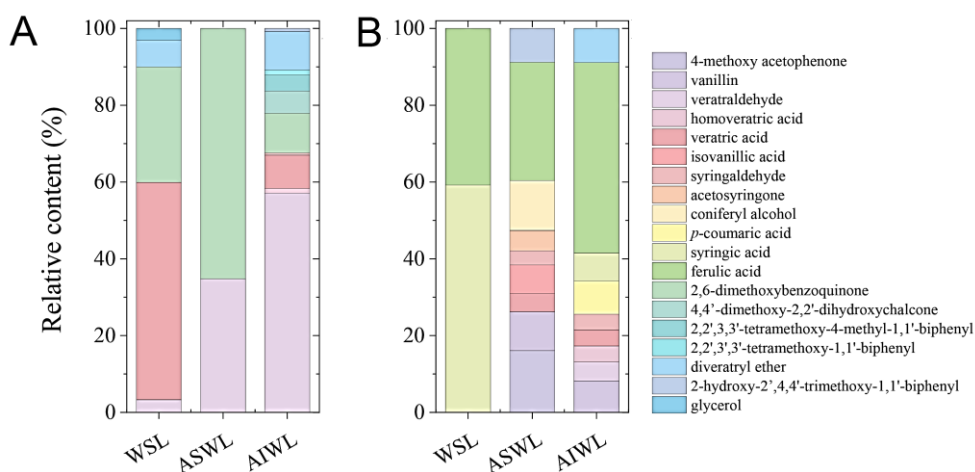 A
B
Relative content (%)
100
80
60
40
20
0
WSL
ASWL
AIWL
100
80
60
40
20
0
WSL
ASWL
AIWL
4-methoxy acetophenone
vanillin
veratraldehyde
homoveratric acid
veratric acid
isovanillic acid
syringaldehyde
acetosyringone
coniferyl alcohol
p-coumaric acid
syringic acid
ferulic acid
2,6-dimethoxybenzoquinone
4,4'-dimethoxy-2,2'-dihydroxychalcone
2,2',3,3'-tetramethoxy-4-methyl-1,1'-biphenyl
2,2',3,3'-tetramethoxy-1,1'-biphenyl
diveratryl ether
2-hydroxy-2',4,4'-trimethoxy-1,1'-biphenyl
glycerol